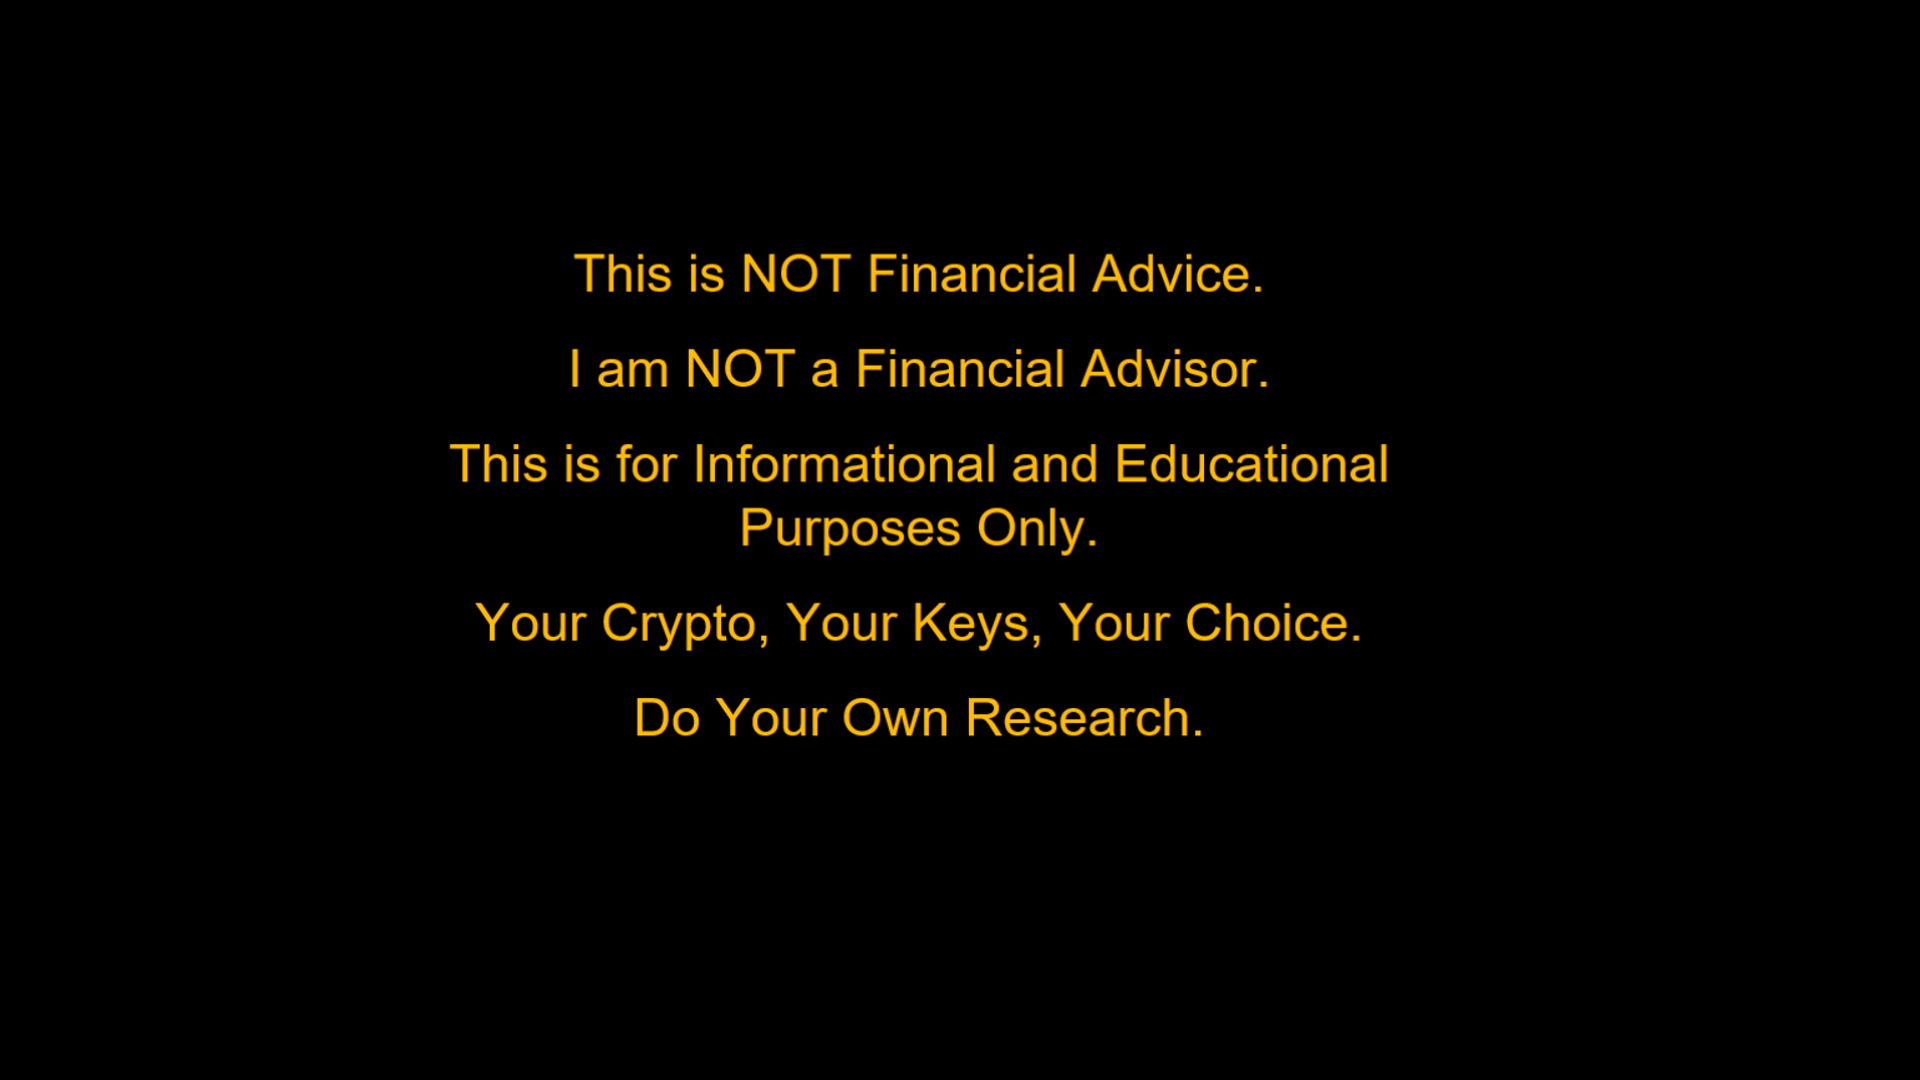 This is NOT Financial Advice.
I am NOT a Financial Advisor.
This is for Informational and Educational
Purposes Only.
Your Crypto, Your Keys, Your Choice.
Do Your Own Research.